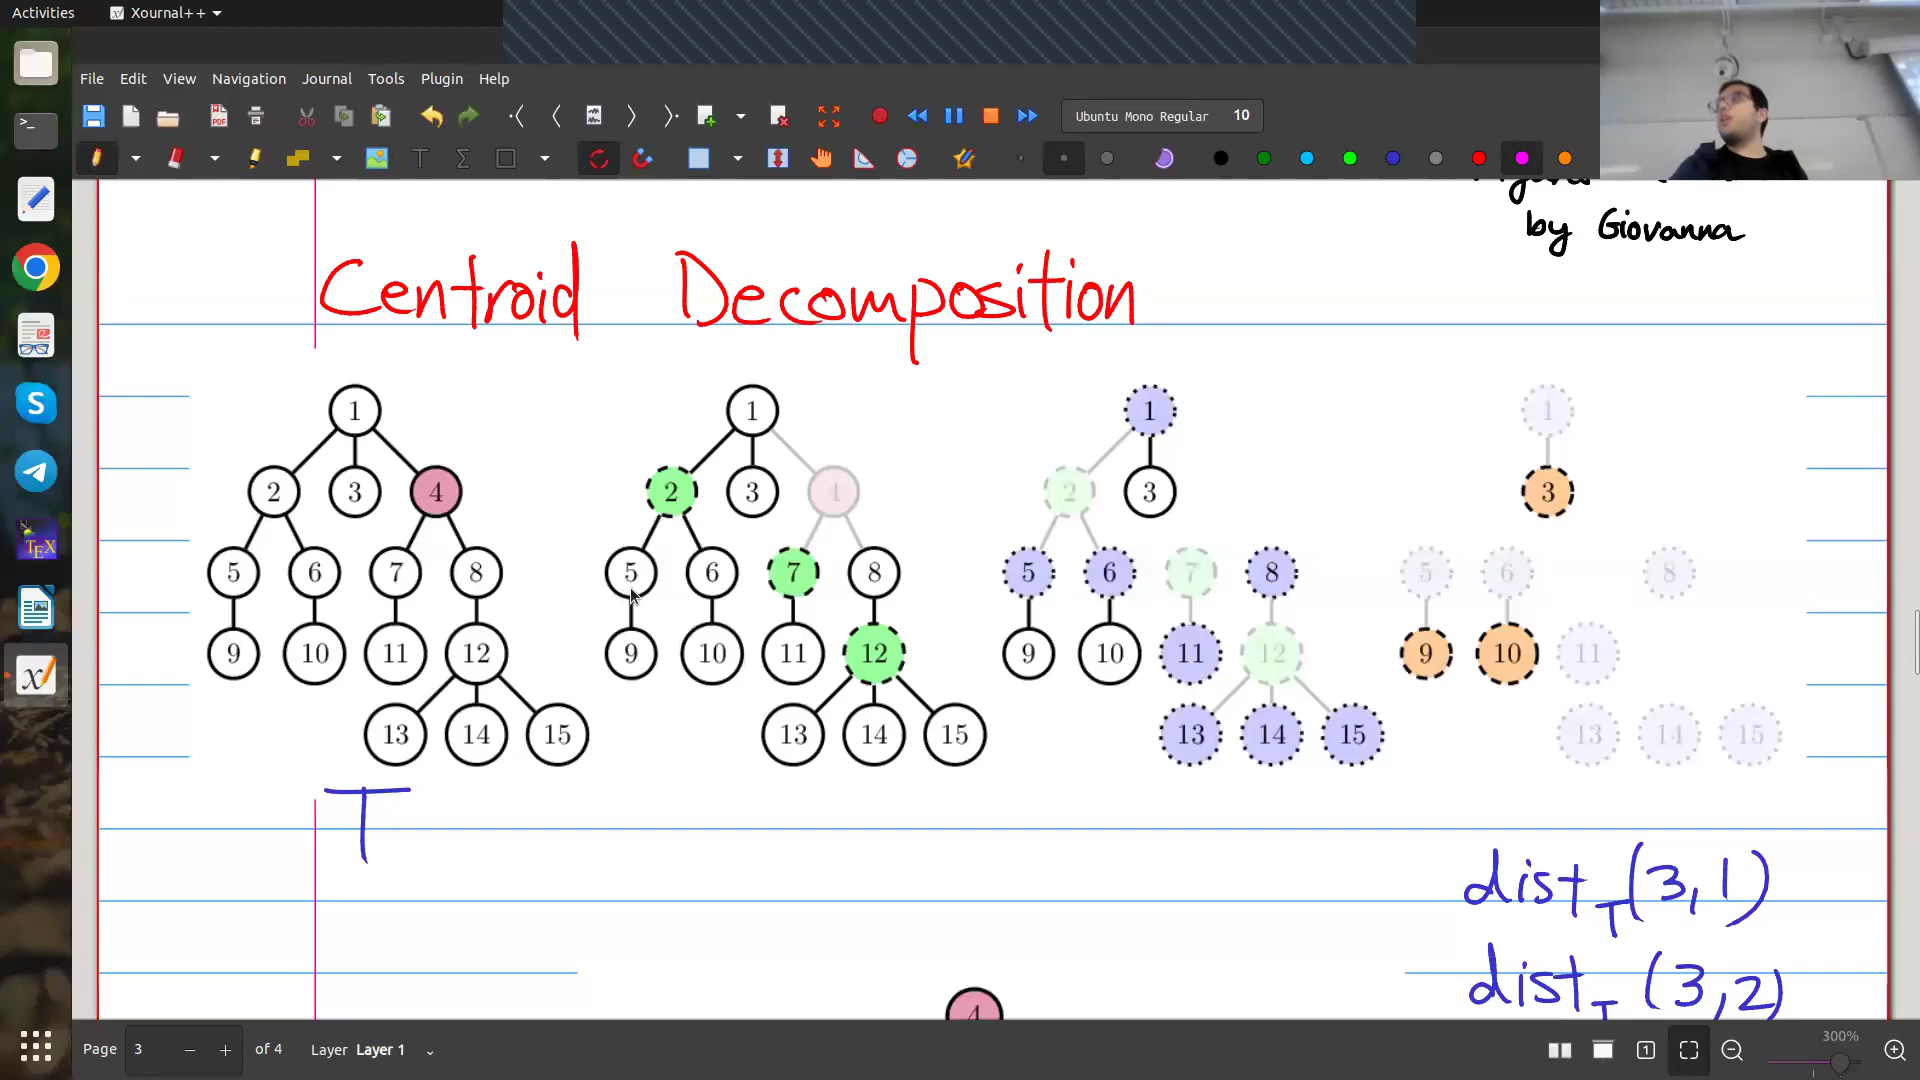 Activities Xournal++
File Edit View Navigation Journal Tools Plugin Help
Ubuntu Mono Regular 10
by Giovanna
Centroid Decomposition
1 1 1 1
2 3 4 2 3 4 2 3 3
5 6 7 8 5 6 7 8 5 6 7 8 5 6 8
9 10 11 12 9 10 11 12 9 10 11 12 9 10 11
13 14 15 13 14 15 13 14 15 13 14 15
T
dist_T(3,1)
dist_T(3,2)
4
Page 3 of 4 Layer Layer 1 300%